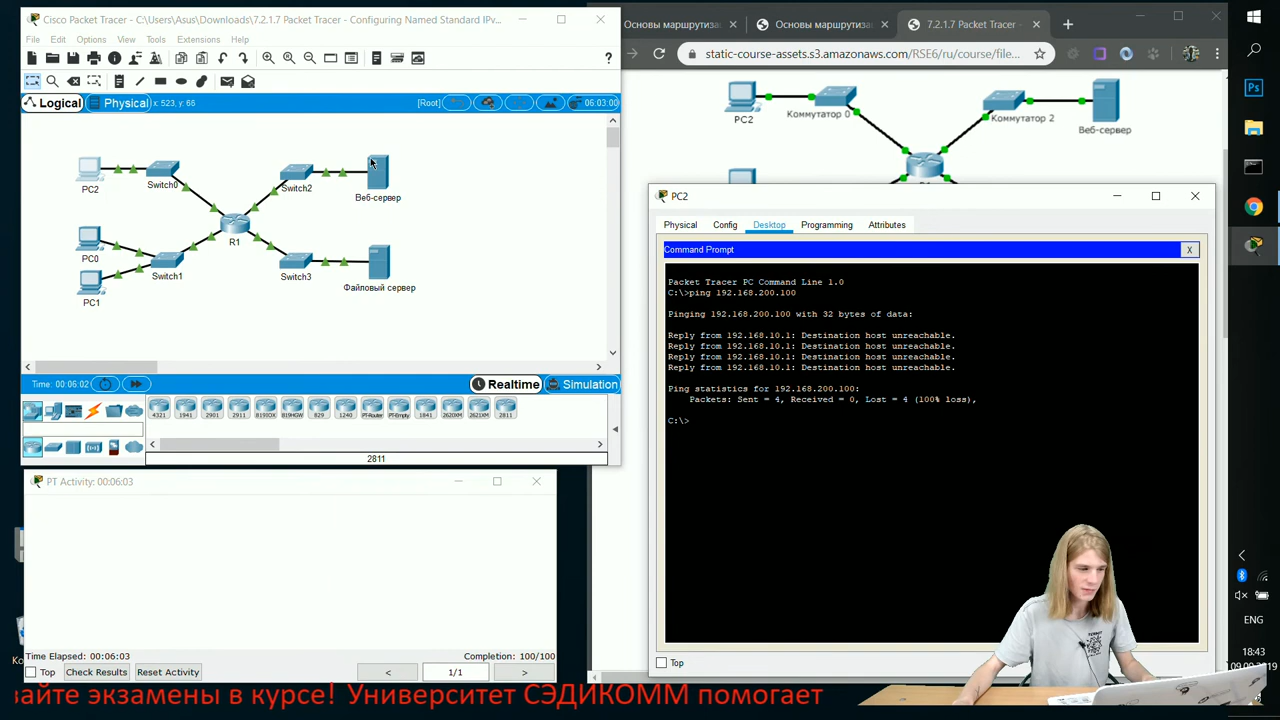 Cisco Packet Tracer - C:\Users\Asus\Downloads\7.2.1.7 Packet Tracer - Configuring Named Standard IPv...
File Edit Options View Tools Extensions Help
?
Logical
Physical
x: 523, y: 66
[Root]
06:03:00
PC2
Switch0
Switch2
Веб-сервер
R1
PC0
Switch1
Switch3
PC1
Файловый сервер
Time: 00:06:02
Realtime
Simulation
4321 1941 2901 2911 819IOX 819HGW 829 1240 PT-Router PT-Empty 1841 2620XM 2621XM 2811
2811
PT Activity: 00:06:03
Time Elapsed: 00:06:03
Completion: 100/100
Top
Check Results
Reset Activity
<
1/1
>
Основы маршрутиза
Основы маршрутиза
7.2.1.7 Packet Tracer -
static-course-assets.s3.amazonaws.com/RSE6/ru/course/file...
PC2
Коммутатор 0
Коммутатор 2
Веб-сервер
PC2
Physical Config Desktop Programming Attributes
Command Prompt
X
Packet Tracer PC Command Line 1.0
C:\>ping 192.168.200.100
Pinging 192.168.200.100 with 32 bytes of data:
Reply from 192.168.10.1: Destination host unreachable.
Reply from 192.168.10.1: Destination host unreachable.
Reply from 192.168.10.1: Destination host unreachable.
Reply from 192.168.10.1: Destination host unreachable.
Ping statistics for 192.168.200.100:
Packets: Sent = 4, Received = 0, Lost = 4 (100% loss),
C:\>
Top
Ps
ENG
18:43
вайте экзамены в курсе! Университет СЭДИКОММ помогает